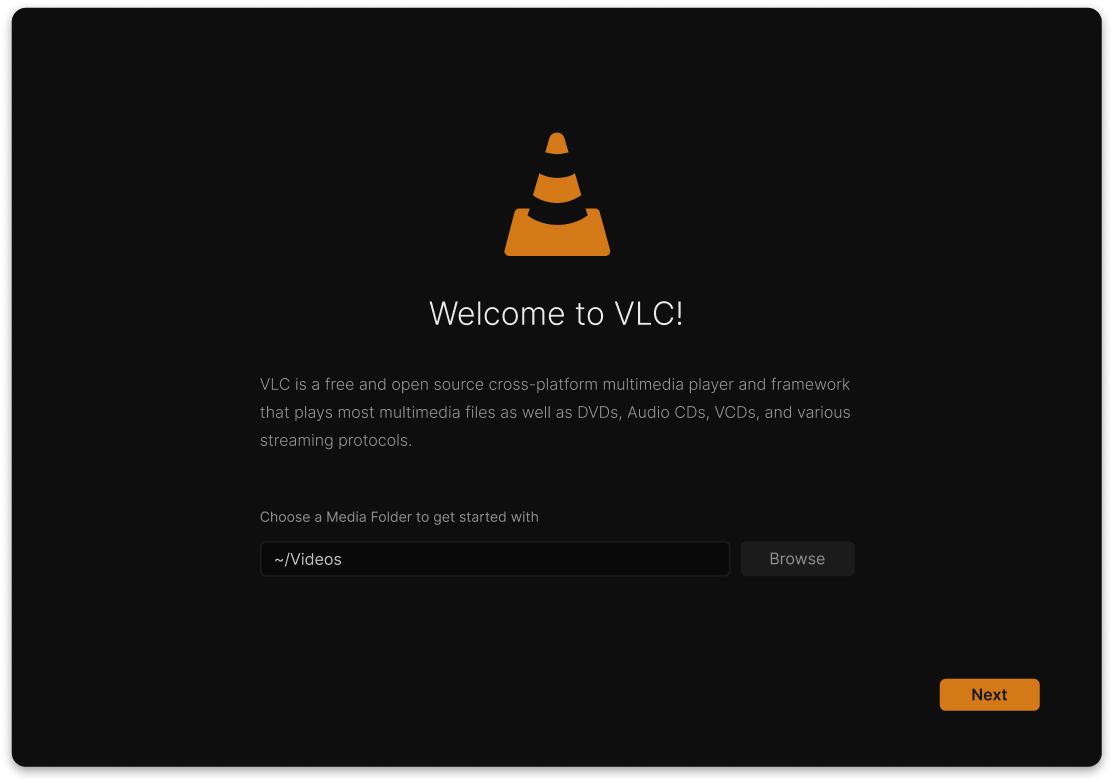 Welcome to VLC!
VLC is a free and open source cross-platform multimedia player and framework
that plays most multimedia files as well as DVDs, Audio CDs, VCDs, and various
streaming protocols.
Choose a Media Folder to get started with
~/Videos
Browse
Next